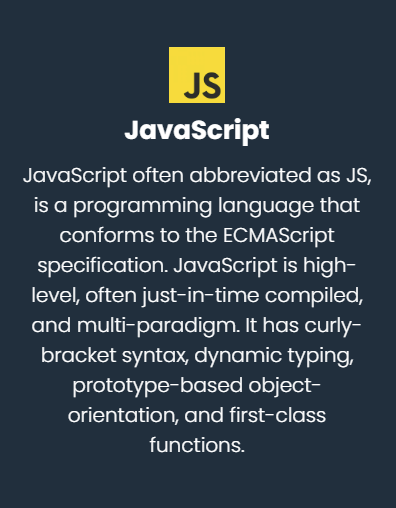 JS
JavaScript
JavaScript often abbreviated as JS,
is a programming language that
conforms to the ECMAScript
specification. JavaScript is high-
level, often just-in-time compiled,
and multi-paradigm. It has curly-
bracket syntax, dynamic typing,
prototype-based object-
orientation, and first-class
functions.